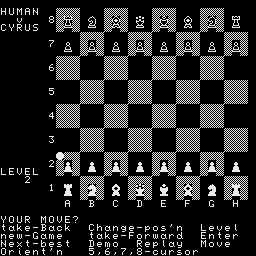 HUMAN
v
CYRUS
8
7
6
5
4
3
2
1
LEVEL
2
A B C D E F G H
YOUR MOVE?
take-Back Change-pos'n Level
new-Game take-Forward Enter
Next-best Demo Replay Move
Orient'n 5,6,7,8-cursor